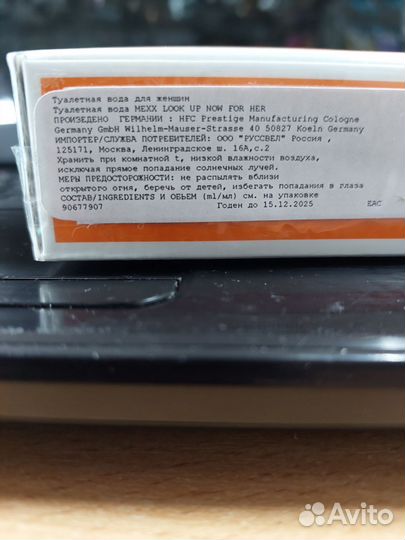 Туалетная вода для женщин
Туалетная вода MEXX LOOK UP NOW FOR HER
ПРОИЗЕДЕНО ГЕРМАНИИ : HFC Prestige Manufacturing Cologne
Germany GmbH Wilhelm-Mauser-Strasse 40 50827 Koeln Germany
ИМПОРТЕР/СЛУЖБА ПОТРЕБИТЕЛЕЙ: ООО "РУССВЕЛ" Россия ,
125171, Москва, Ленинградское ш. 16А,с.2
Хранить при комнатной t, низкой влажности воздуха,
исключая прямое попадание солнечных лучей.
МЕРЫ ПРЕДОСТОРОЖНОСТИ: не распылять вблизи
открытого огня, беречь от детей, избегать попадания в глаза
СОСТАВ/INGREDIENTS И ОБЪЕМ (ml/мл) см. на упаковке
90677907 Годен до 15.12.2025 EAC
Avito